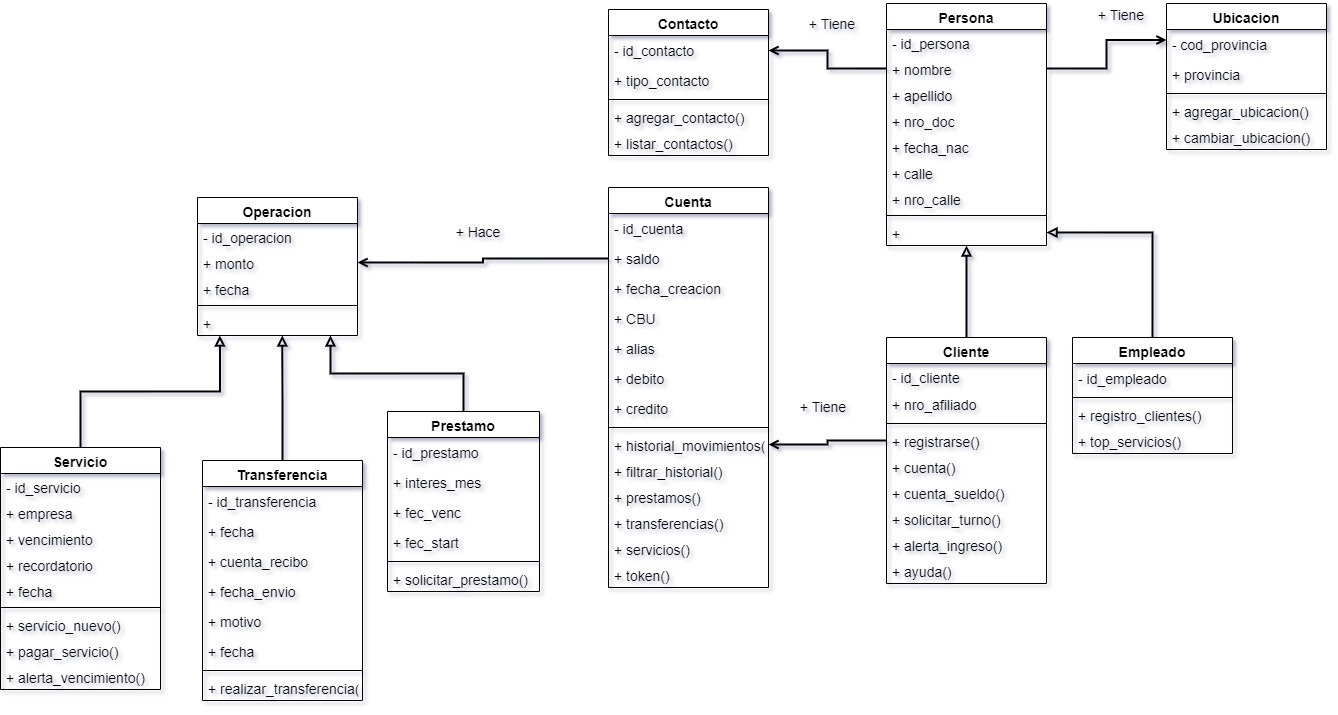 Contacto
- id_contacto
+ tipo_contacto
+ agregar_contacto()
+ listar_contactos()
+ Tiene
Persona
- id_persona
+ nombre
+ apellido
+ nro_doc
+ fecha_nac
+ calle
+ nro_calle
+
+ Tiene
Ubicacion
- cod_provincia
+ provincia
+ agregar_ubicacion()
+ cambiar_ubicacion()
Operacion
- id_operacion
+ monto
+ fecha
+
+ Hace
Cuenta
- id_cuenta
+ saldo
+ fecha_creacion
+ CBU
+ alias
+ debito
+ credito
+ historial_movimientos(
+ filtrar_historial()
+ prestamos()
+ transferencias()
+ servicios()
+ token()
+ Tiene
Cliente
- id_cliente
+ nro_afiliado
+ registrarse()
+ cuenta()
+ cuenta_sueldo()
+ solicitar_turno()
+ alerta_ingreso()
+ ayuda()
Empleado
- id_empleado
+ registro_clientes()
+ top_servicios()
Servicio
- id_servicio
+ empresa
+ vencimiento
+ recordatorio
+ fecha
+ servicio_nuevo()
+ pagar_servicio()
+ alerta_vencimiento()
Transferencia
- id_transferencia
+ fecha
+ cuenta_recibo
+ fecha_envio
+ motivo
+ fecha
+ realizar_transferencia(
Prestamo
- id_prestamo
+ interes_mes
+ fec_venc
+ fec_start
+ solicitar_prestamo()